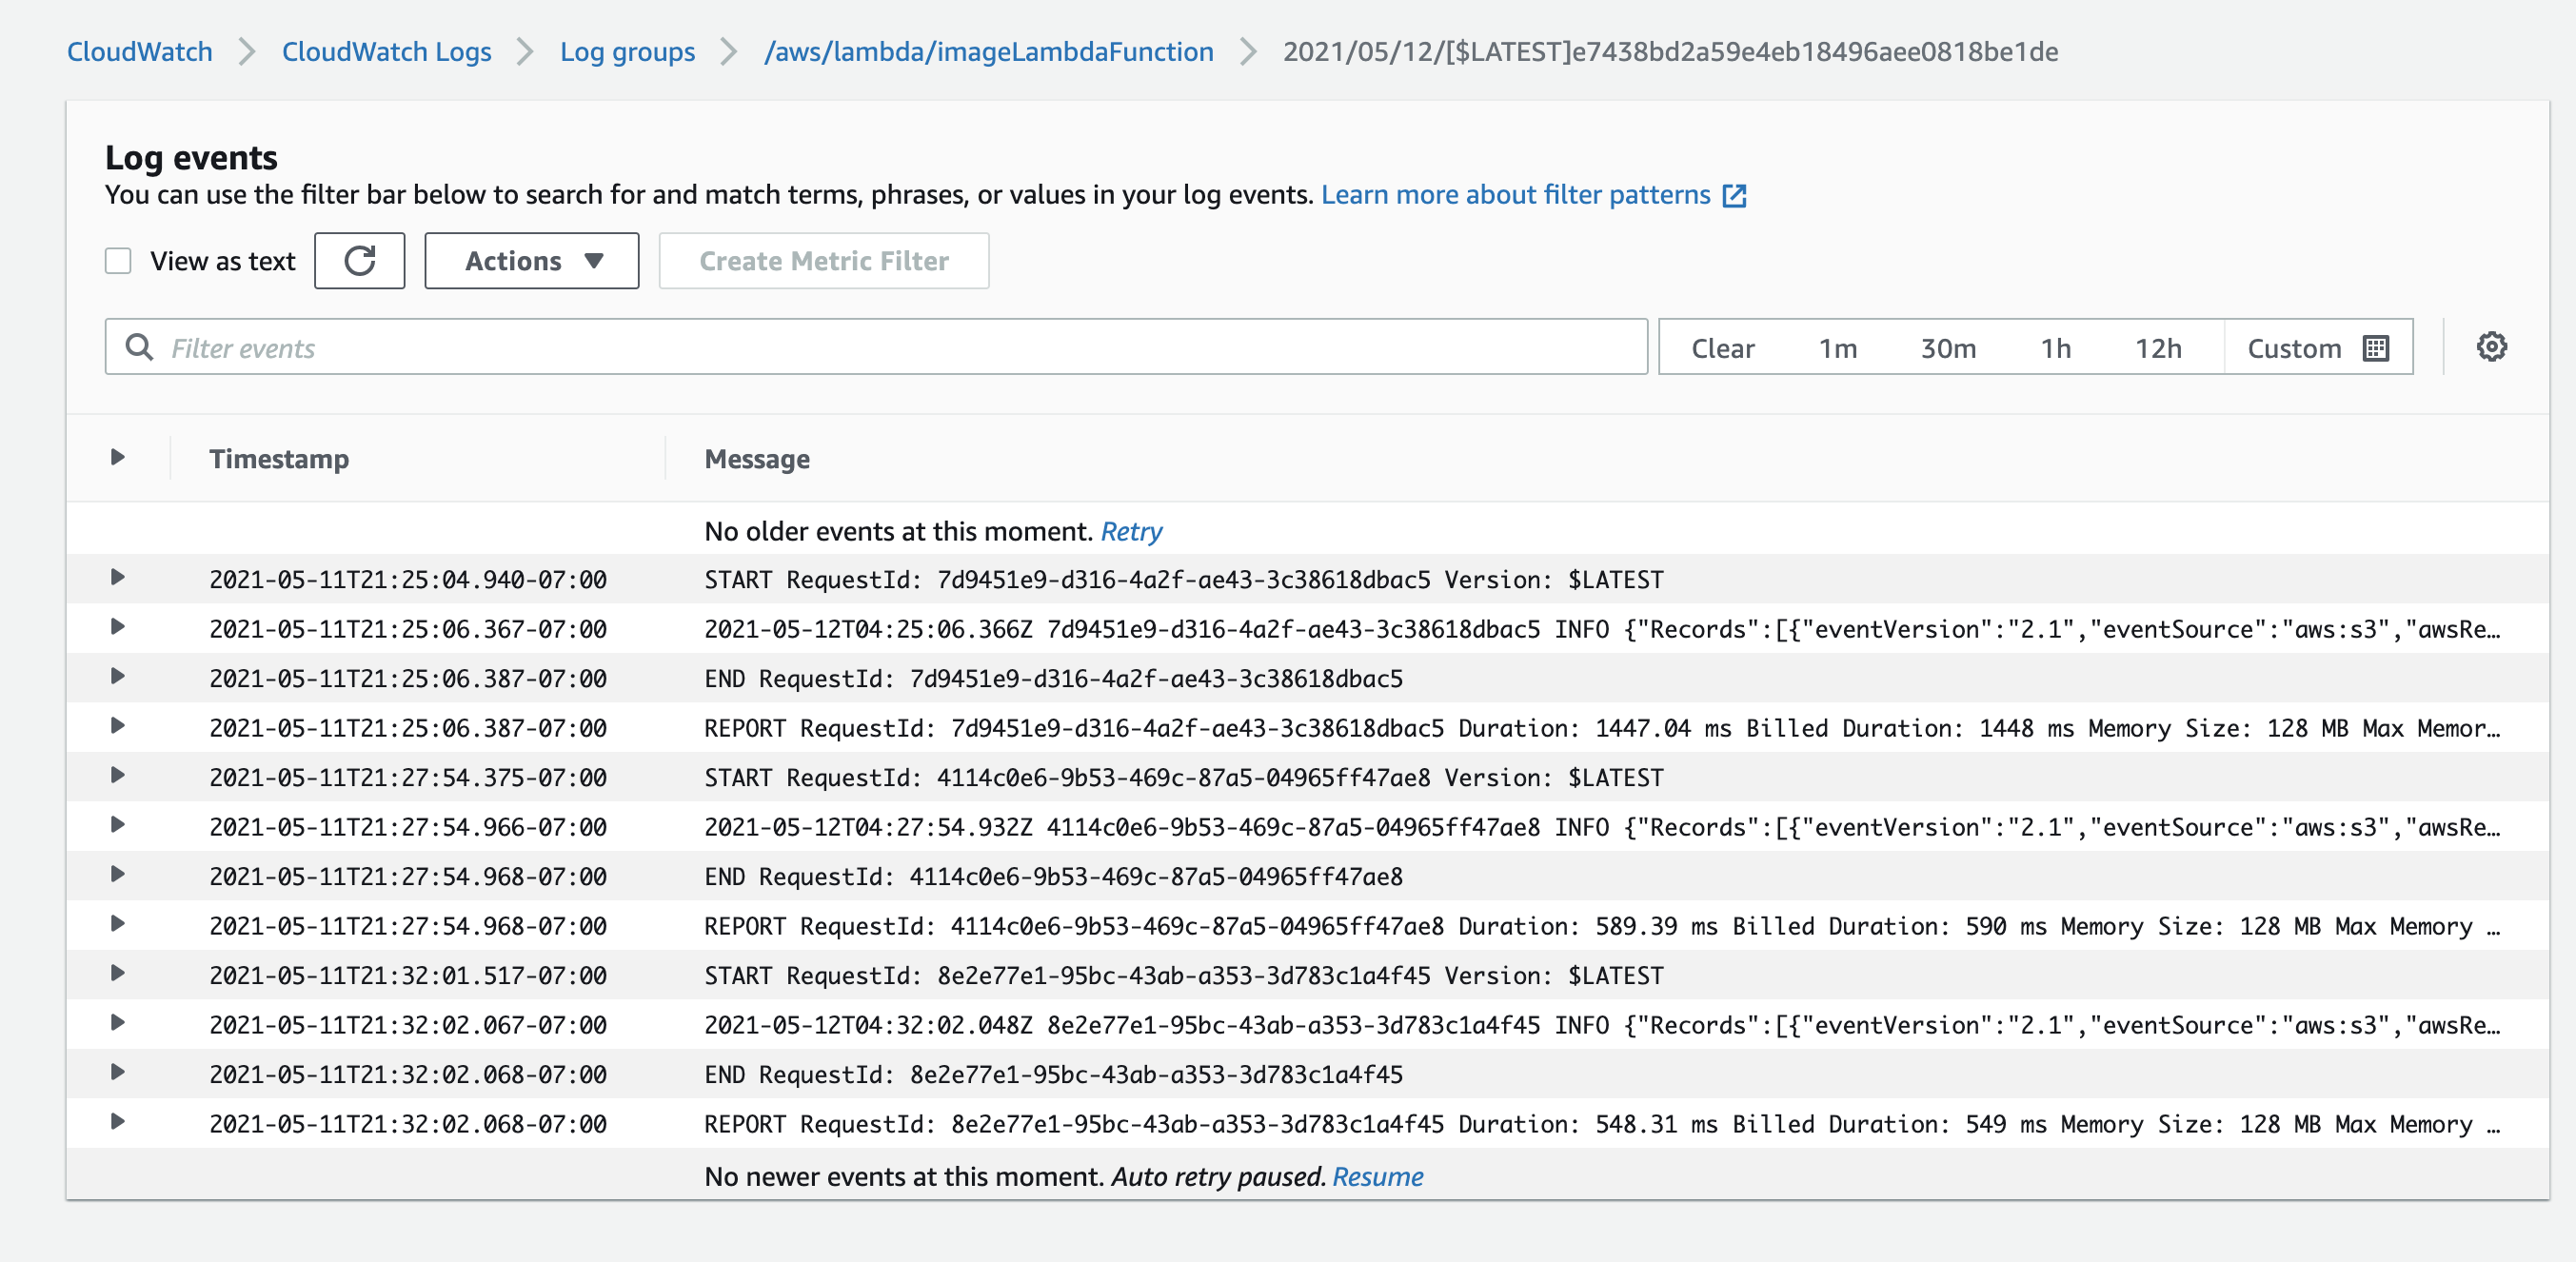 CloudWatch > CloudWatch Logs > Log groups > /aws/lambda/imageLambdaFunction > 2021/05/12/[$LATEST]e7438bd2a59e4eb18496aee0818be1de
Log events
You can use the filter bar below to search for and match terms, phrases, or values in your log events. Learn more about filter patterns
View as text Actions Create Metric Filter
Filter events Clear 1m 30m 1h 12h Custom
Timestamp Message
No older events at this moment. Retry
2021-05-11T21:25:04.940-07:00 START RequestId: 7d9451e9-d316-4a2f-ae43-3c38618dbac5 Version: $LATEST
2021-05-11T21:25:06.367-07:00 2021-05-12T04:25:06.366Z 7d9451e9-d316-4a2f-ae43-3c38618dbac5 INFO {"Records":[{"eventVersion":"2.1","eventSource":"aws:s3","awsRe…
2021-05-11T21:25:06.387-07:00 END RequestId: 7d9451e9-d316-4a2f-ae43-3c38618dbac5
2021-05-11T21:25:06.387-07:00 REPORT RequestId: 7d9451e9-d316-4a2f-ae43-3c38618dbac5 Duration: 1447.04 ms Billed Duration: 1448 ms Memory Size: 128 MB Max Memor…
2021-05-11T21:27:54.375-07:00 START RequestId: 4114c0e6-9b53-469c-87a5-04965ff47ae8 Version: $LATEST
2021-05-11T21:27:54.966-07:00 2021-05-12T04:27:54.932Z 4114c0e6-9b53-469c-87a5-04965ff47ae8 INFO {"Records":[{"eventVersion":"2.1","eventSource":"aws:s3","awsRe…
2021-05-11T21:27:54.968-07:00 END RequestId: 4114c0e6-9b53-469c-87a5-04965ff47ae8
2021-05-11T21:27:54.968-07:00 REPORT RequestId: 4114c0e6-9b53-469c-87a5-04965ff47ae8 Duration: 589.39 ms Billed Duration: 590 ms Memory Size: 128 MB Max Memory …
2021-05-11T21:32:01.517-07:00 START RequestId: 8e2e77e1-95bc-43ab-a353-3d783c1a4f45 Version: $LATEST
2021-05-11T21:32:02.067-07:00 2021-05-12T04:32:02.048Z 8e2e77e1-95bc-43ab-a353-3d783c1a4f45 INFO {"Records":[{"eventVersion":"2.1","eventSource":"aws:s3","awsRe…
2021-05-11T21:32:02.068-07:00 END RequestId: 8e2e77e1-95bc-43ab-a353-3d783c1a4f45
2021-05-11T21:32:02.068-07:00 REPORT RequestId: 8e2e77e1-95bc-43ab-a353-3d783c1a4f45 Duration: 548.31 ms Billed Duration: 549 ms Memory Size: 128 MB Max Memory …
No newer events at this moment. Auto retry paused. Resume